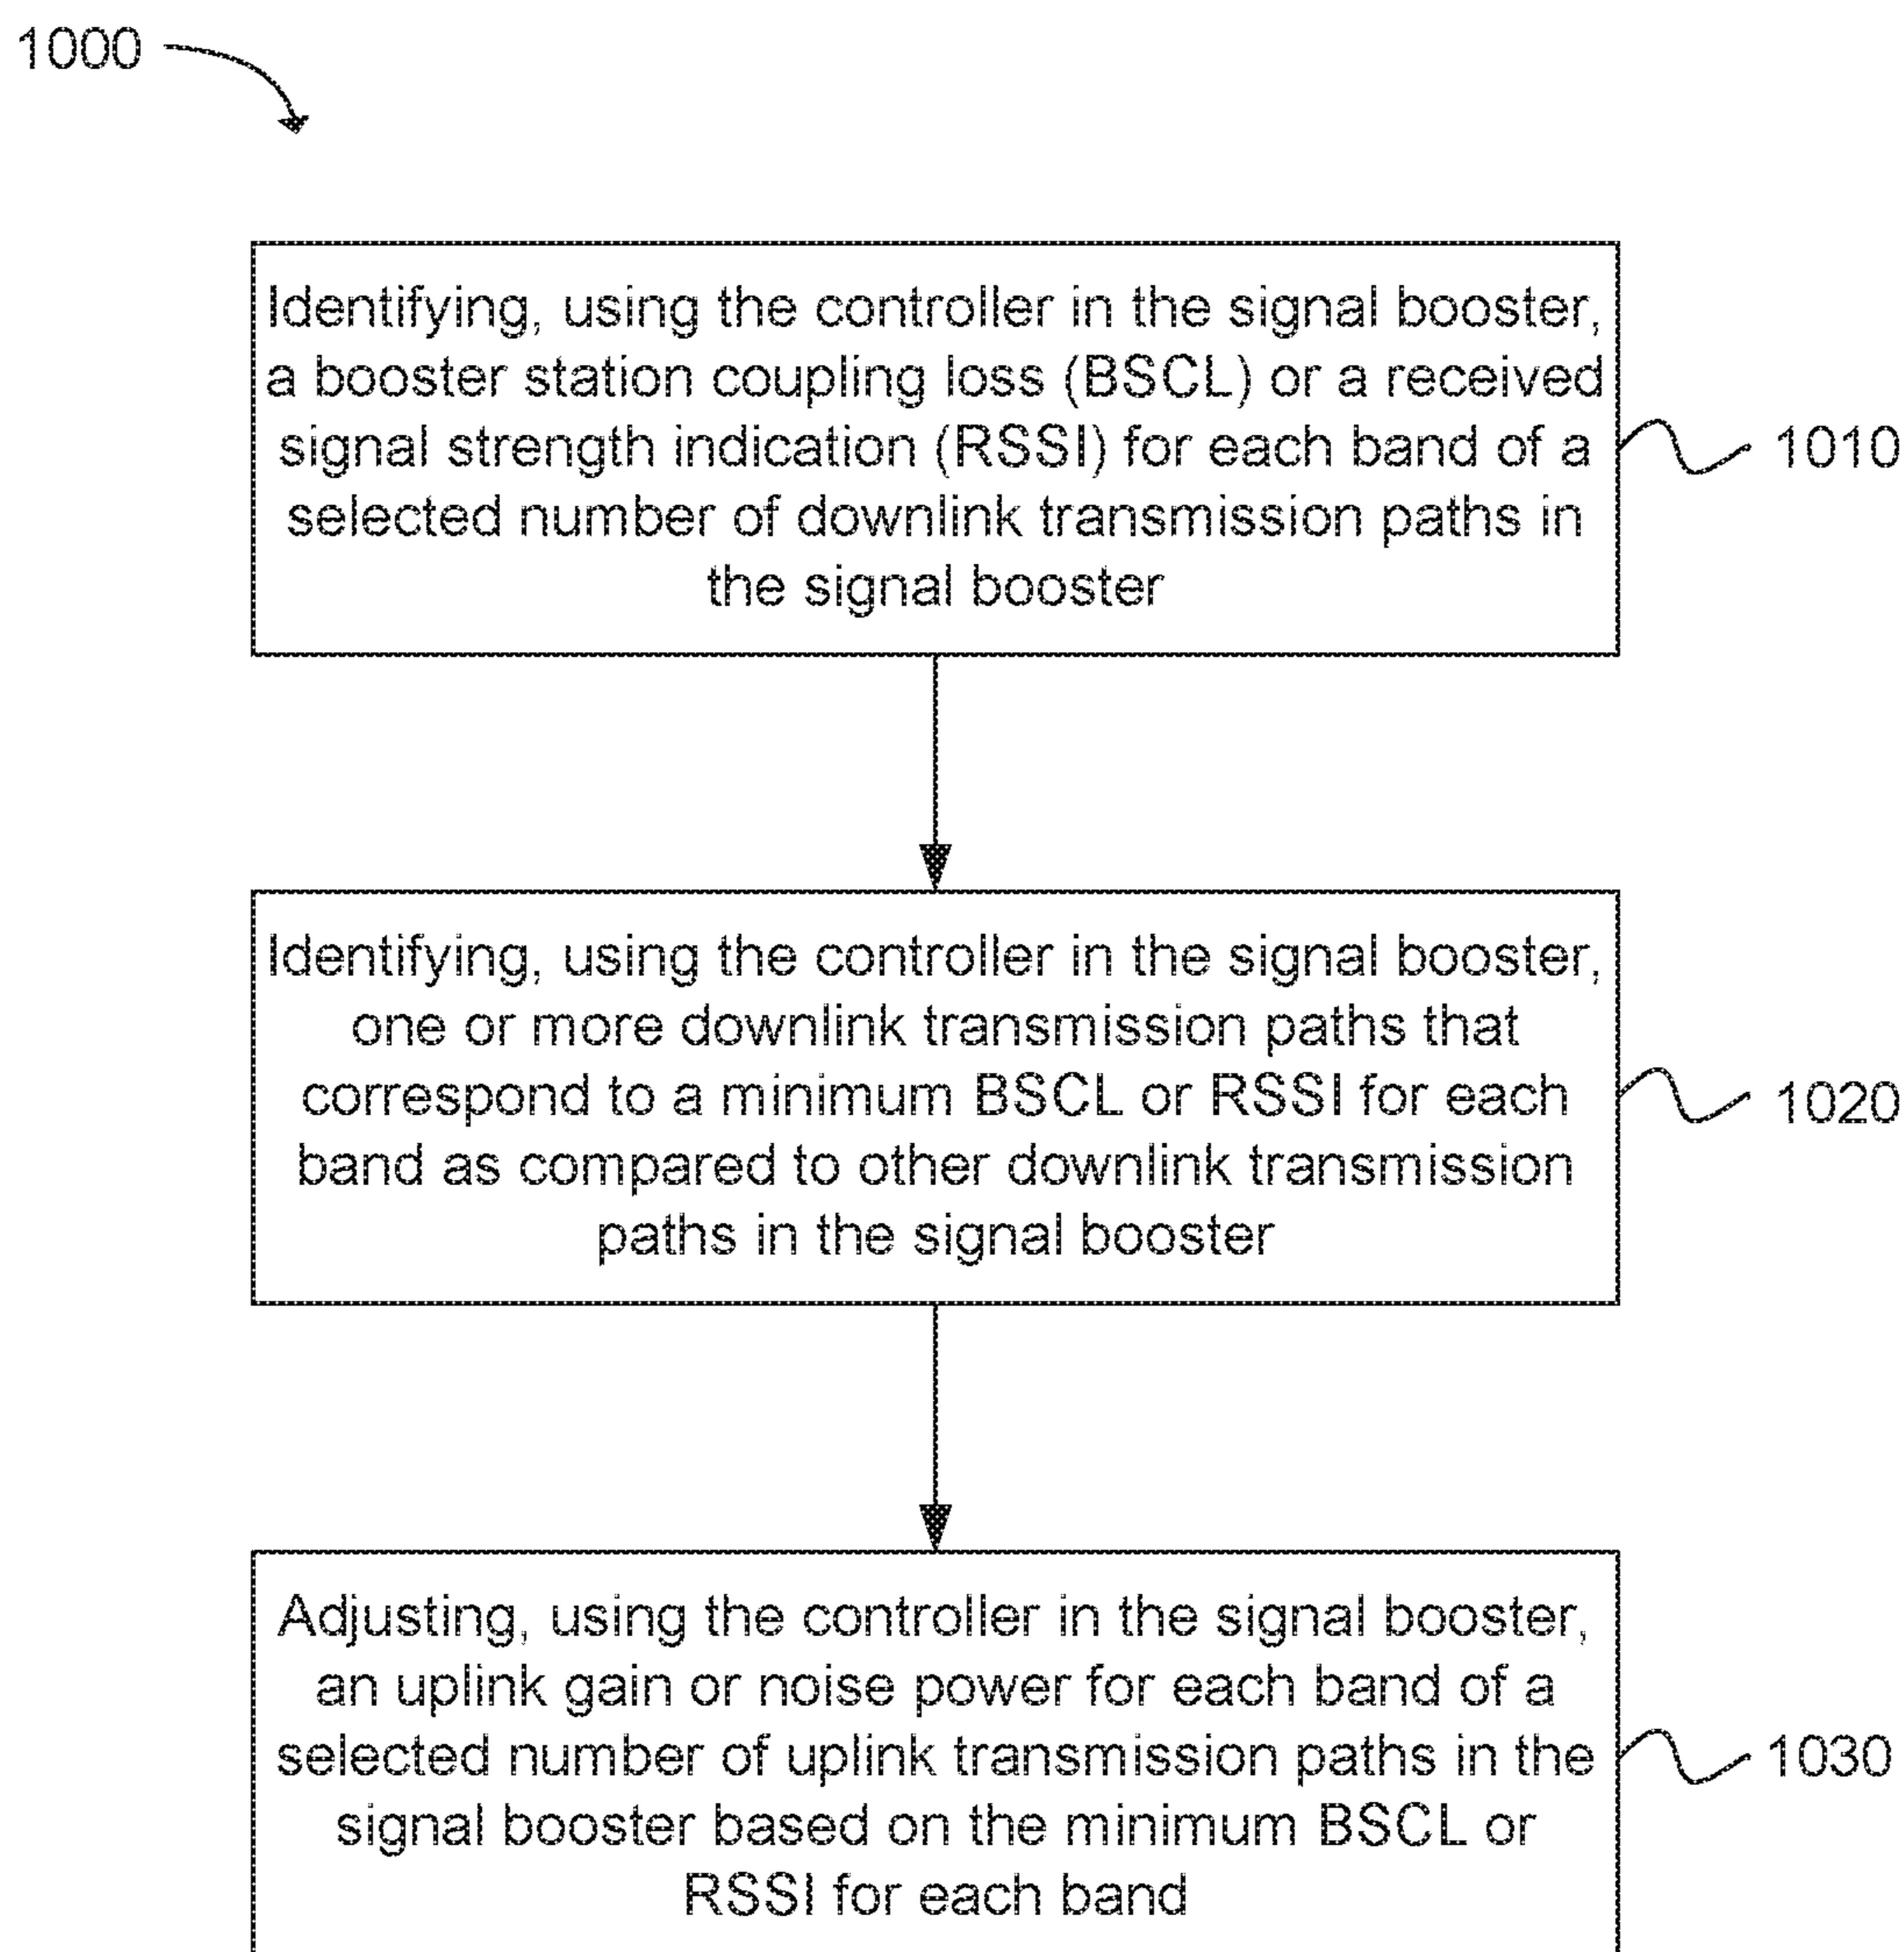 1000
Identifying, using the controller in the signal booster,
a booster station coupling loss (BSCL) or a received
signal strength indication (RSSI) for each band of a
selected number of downlink transmission paths in
the signal booster
1010
Identifying, using the controller in the signal booster,
one or more downlink transmission paths that
correspond to a minimum BSCL or RSSI for each
band as compared to other downlink transmission
paths in the signal booster
1020
Adjusting, using the controller in the signal booster,
an uplink gain or noise power for each band of a
selected number of uplink transmission paths in the
signal booster based on the minimum BSCL or
RSSI for each band
1030